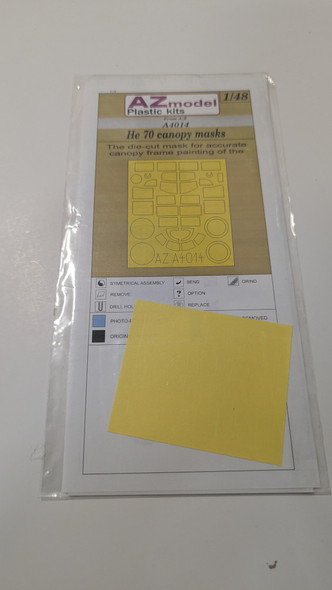 AZmodel 1/48
Plastic kits
A4014
He 70 canopy masks
The die-cut mask for accurate
canopy frame painting of the
AZ A4014
SYMETRICAL ASSEMBLY BEND GRIND
REMOVE ? OPTION
DRILL REPLACE